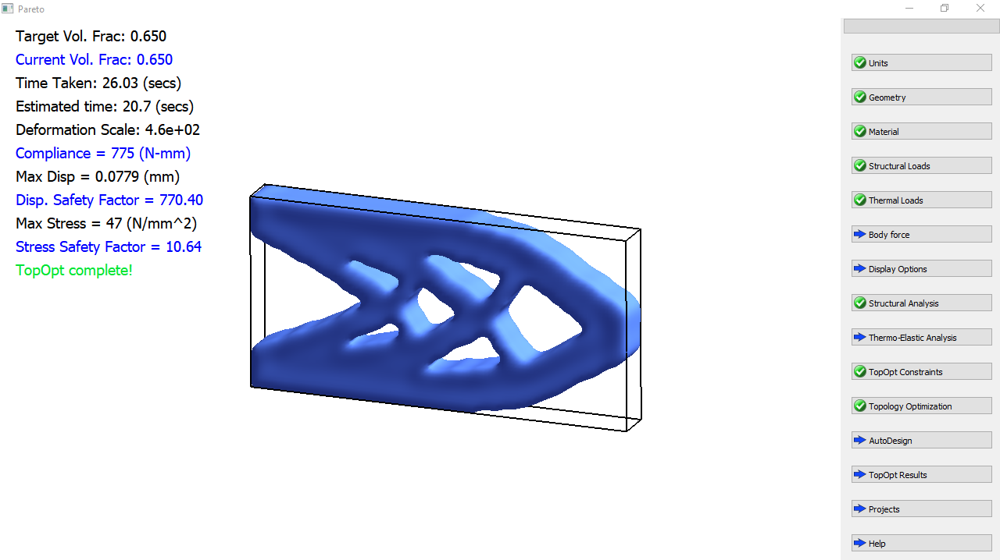 Pareto
Target Vol. Frac: 0.650
Current Vol. Frac: 0.650
Time Taken: 26.03 (secs)
Estimated time: 20.7 (secs)
Deformation Scale: 4.6e+02
Compliance = 775 (N-mm)
Max Disp = 0.0779 (mm)
Disp. Safety Factor = 770.40
Max Stress = 47 (N/mm^2)
Stress Safety Factor = 10.64
TopOpt complete!
Units
Geometry
Material
Structural Loads
Thermal Loads
Body force
Display Options
Structural Analysis
Thermo-Elastic Analysis
TopOpt Constraints
Topology Optimization
AutoDesign
TopOpt Results
Projects
Help